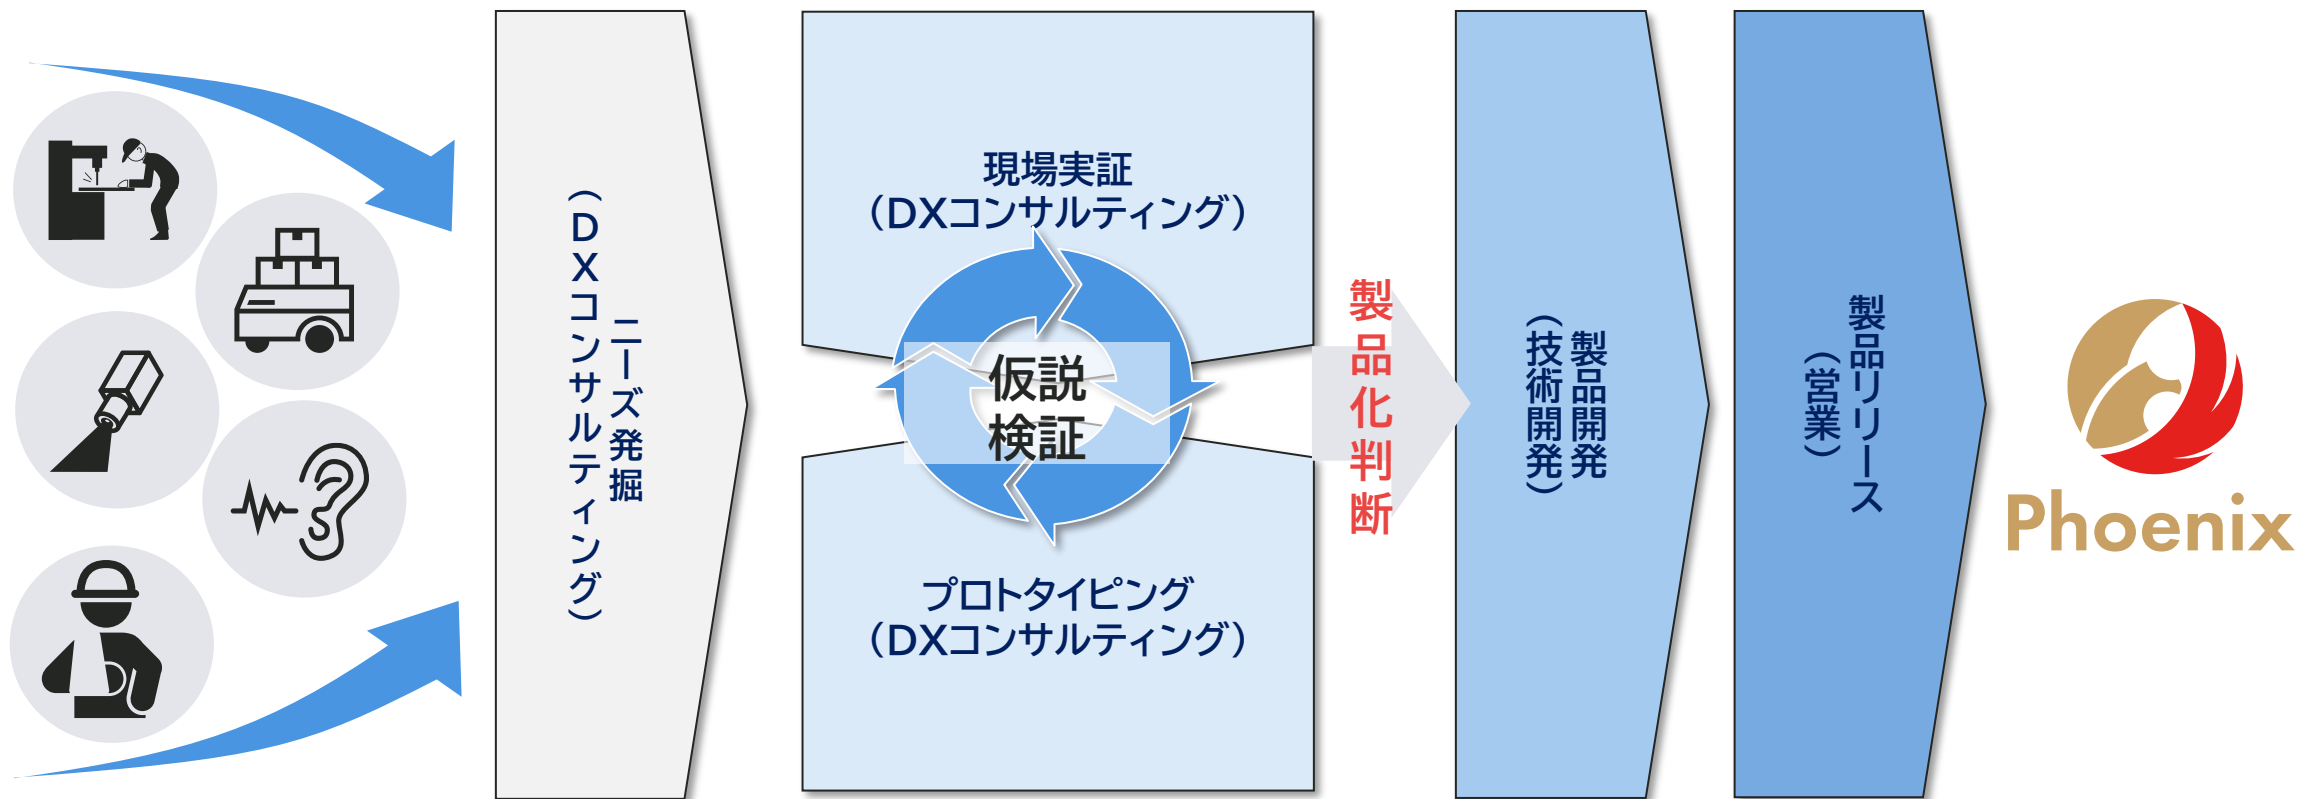 ニーズ発掘
（DXコンサルティング）
現場実証
（DXコンサルティング）
仮説
検証
プロトタイピング
（DXコンサルティング）
製品化判断
製品開発
（技術開発）
製品リリース
（営業）
Phoenix